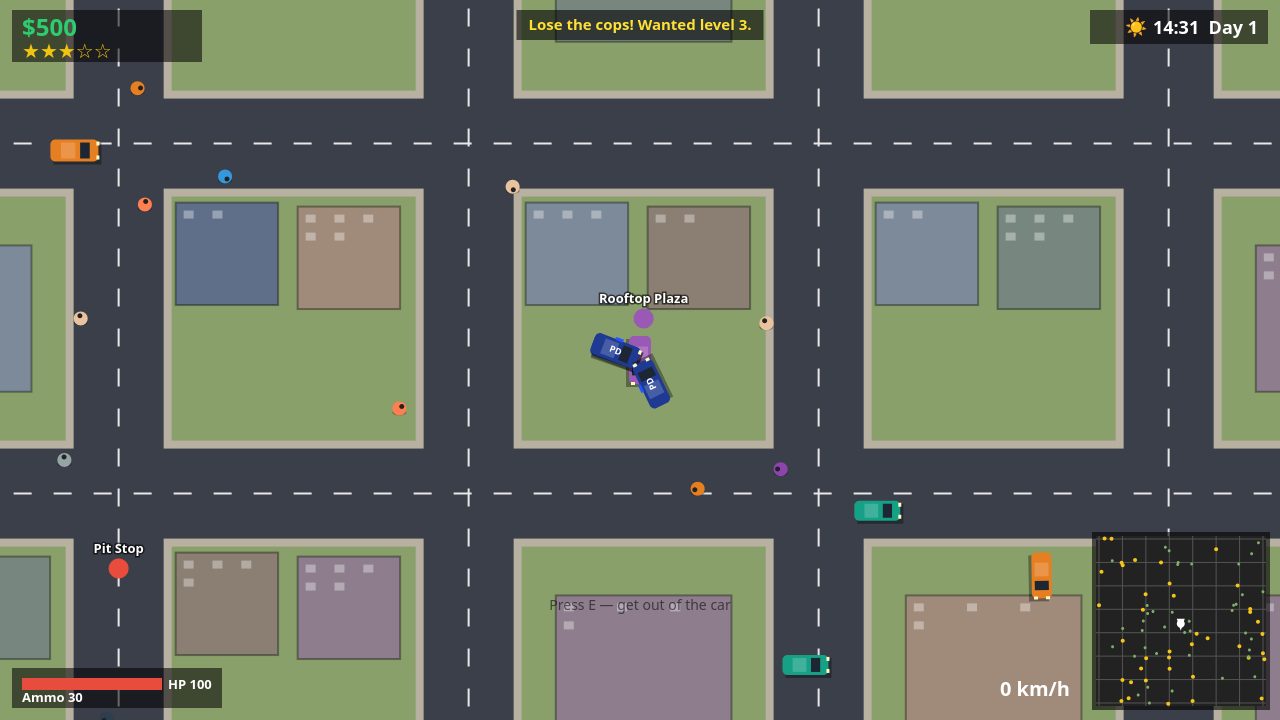 $500
★★★☆☆
Lose the cops! Wanted level 3.
☀ 14:31 Day 1
Rooftop Plaza
PD
PD
Pit Stop
Press E — get out of the car
HP 100
Ammo 30
0 km/h